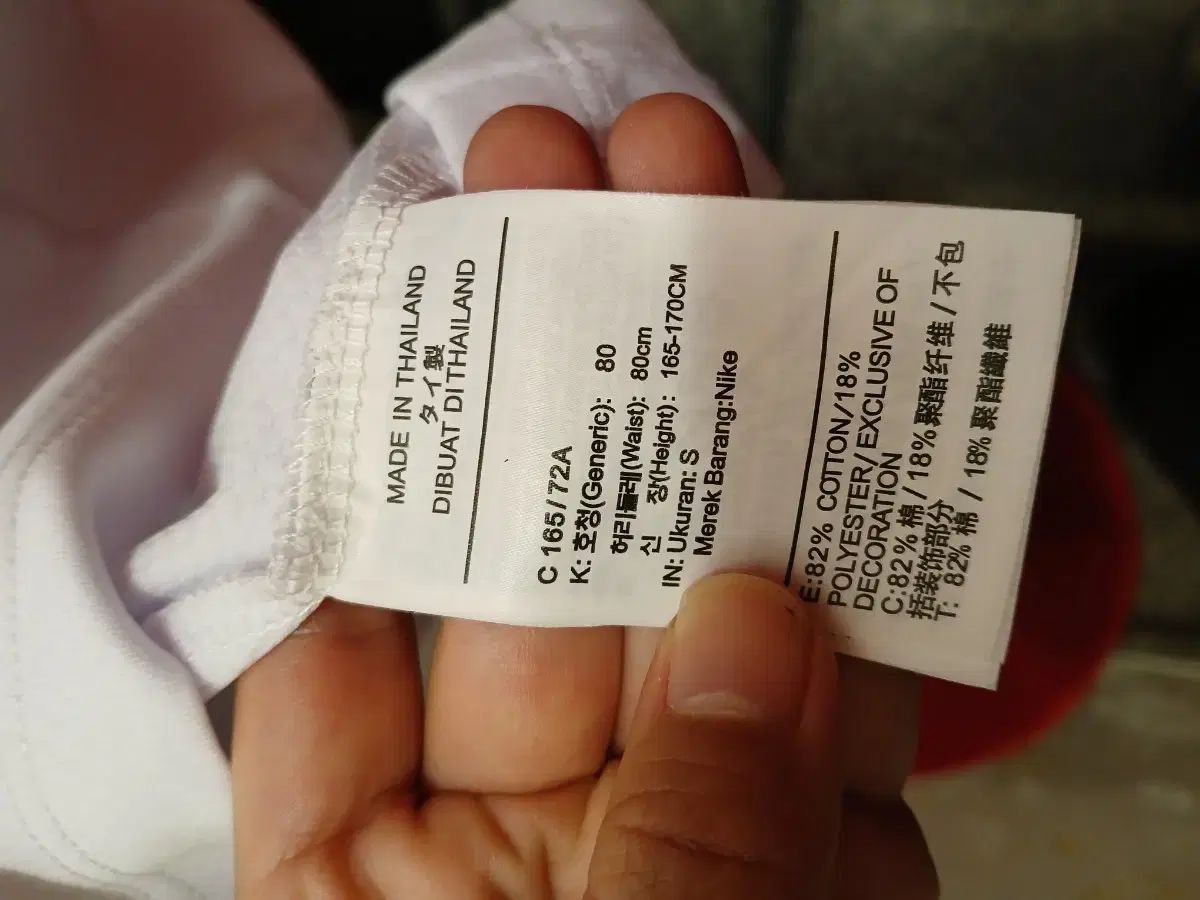 MADE IN THAILAND
タイ製
DIBUAT DI THAILAND
C 165/72A
K: 호칭(Generic): 80
허리둘레(Waist): 80cm
신 장(Height): 165-170CM
IN: Ukuran: S
Merek Barang:Nike
E:82% COTTON/18%
POLYESTER/EXCLUSIVE OF
DECORATION
C:82% 棉/18%聚酯纤维/不包
括装饰部分
T: 82% 棉 / 18% 聚酯纖維